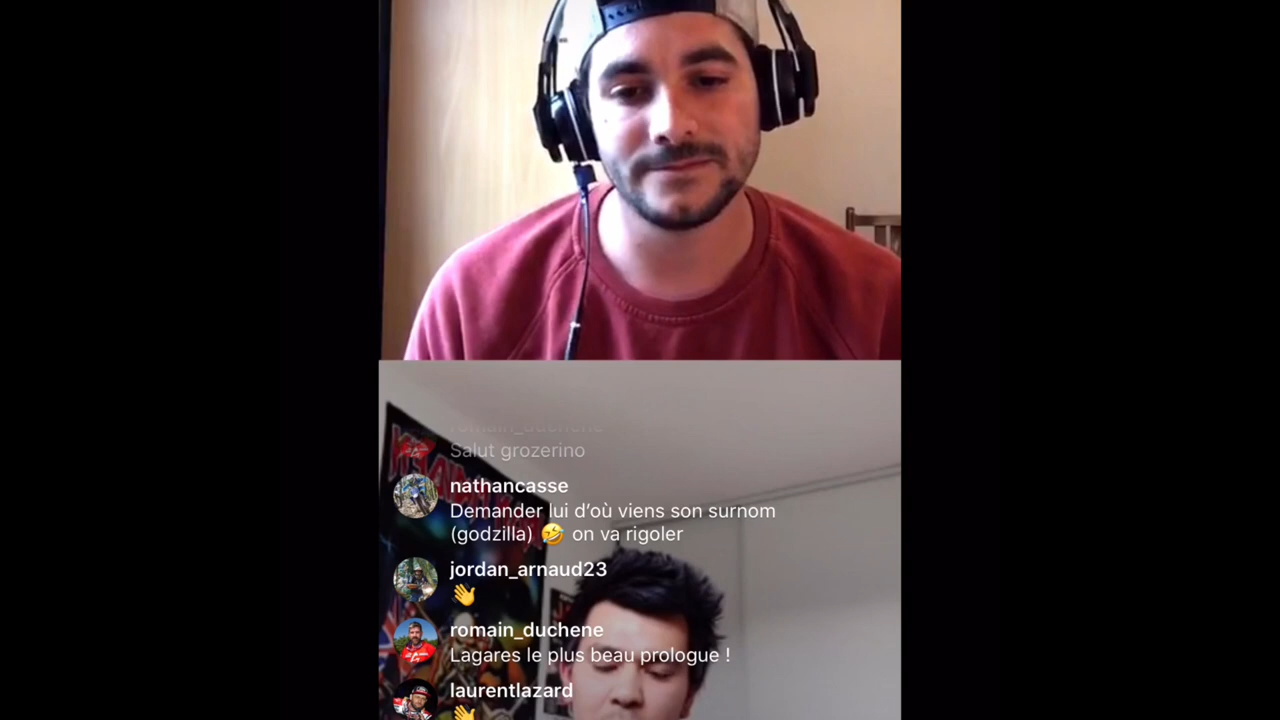 romain_duchene
Salut grozerino
nathancasse
Demander lui d’où viens son surnom
(godzilla) 🤣 on va rigoler
jordan_arnaud23
👋
romain_duchene
Lagares le plus beau prologue !
laurentlazard
👋